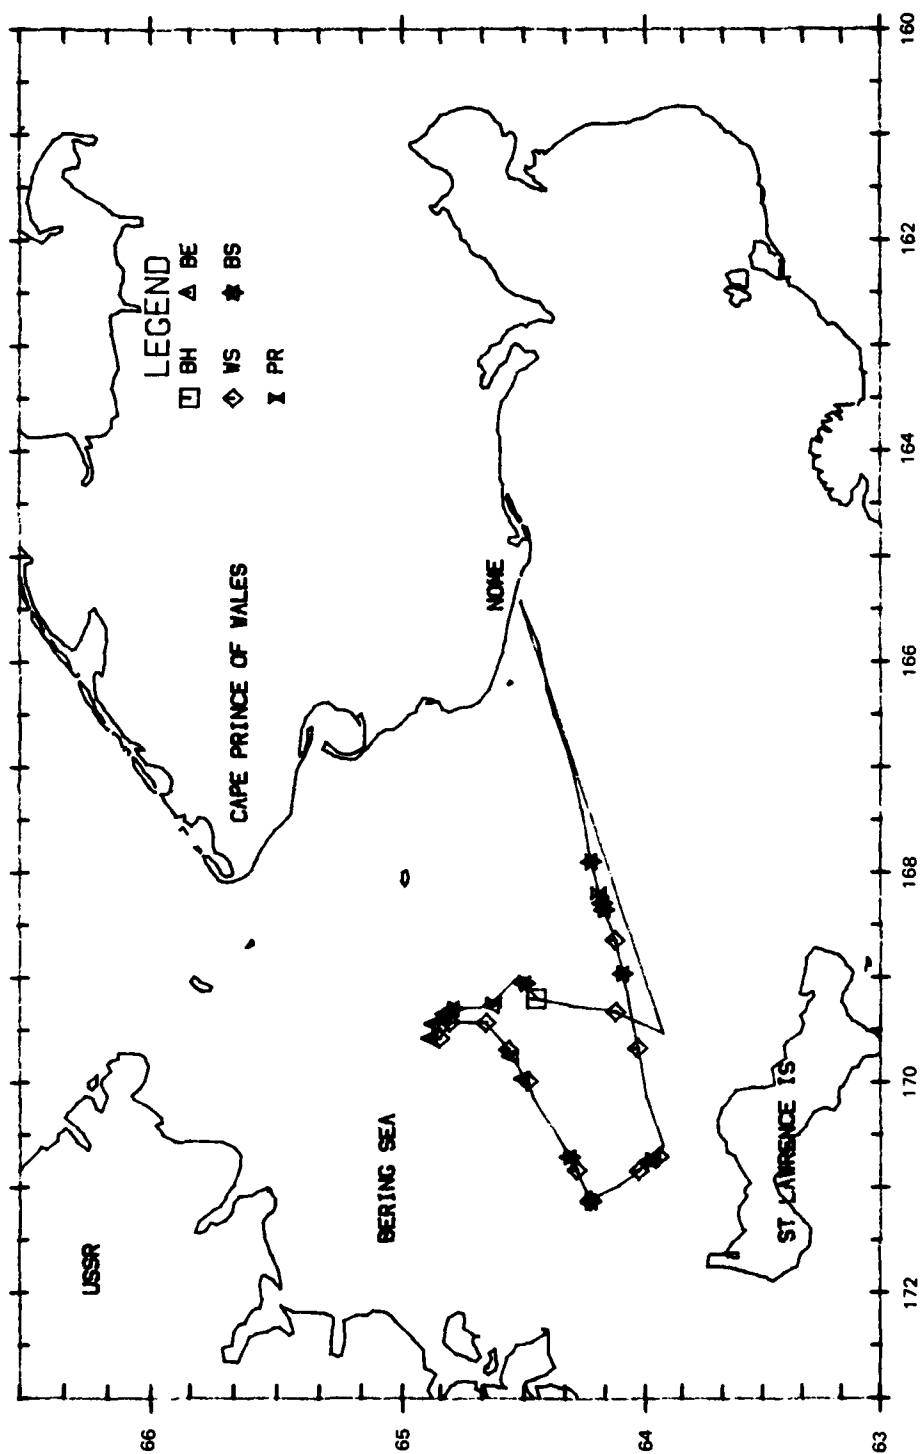 USSR
BERING SEA
ST LAWRENCE IS
CAPE PRINCE OF WALES
NOME
LEGEND
BH BE
WS BS
PR
66
65
64
63
172
170
168
166
164
162
160